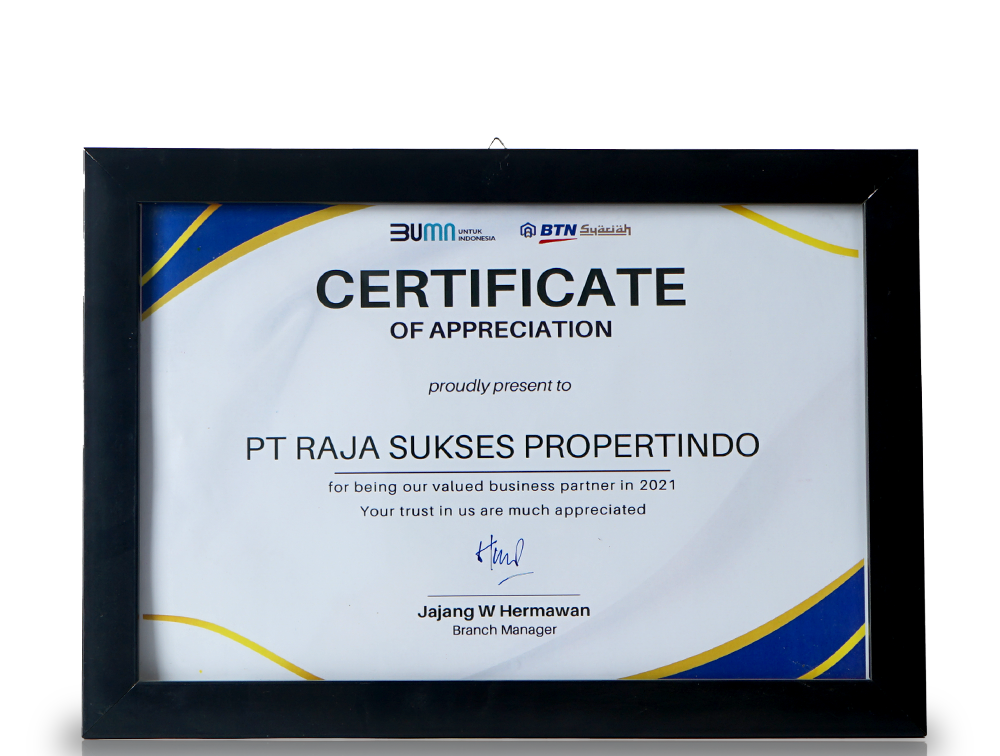 BUMN UNTUK INDONESIA
BTN Syariah
CERTIFICATE
OF APPRECIATION
proudly present to
PT RAJA SUKSES PROPERTINDO
for being our valued business partner in 2021
Your trust in us are much appreciated
Jajang W Hermawan
Branch Manager